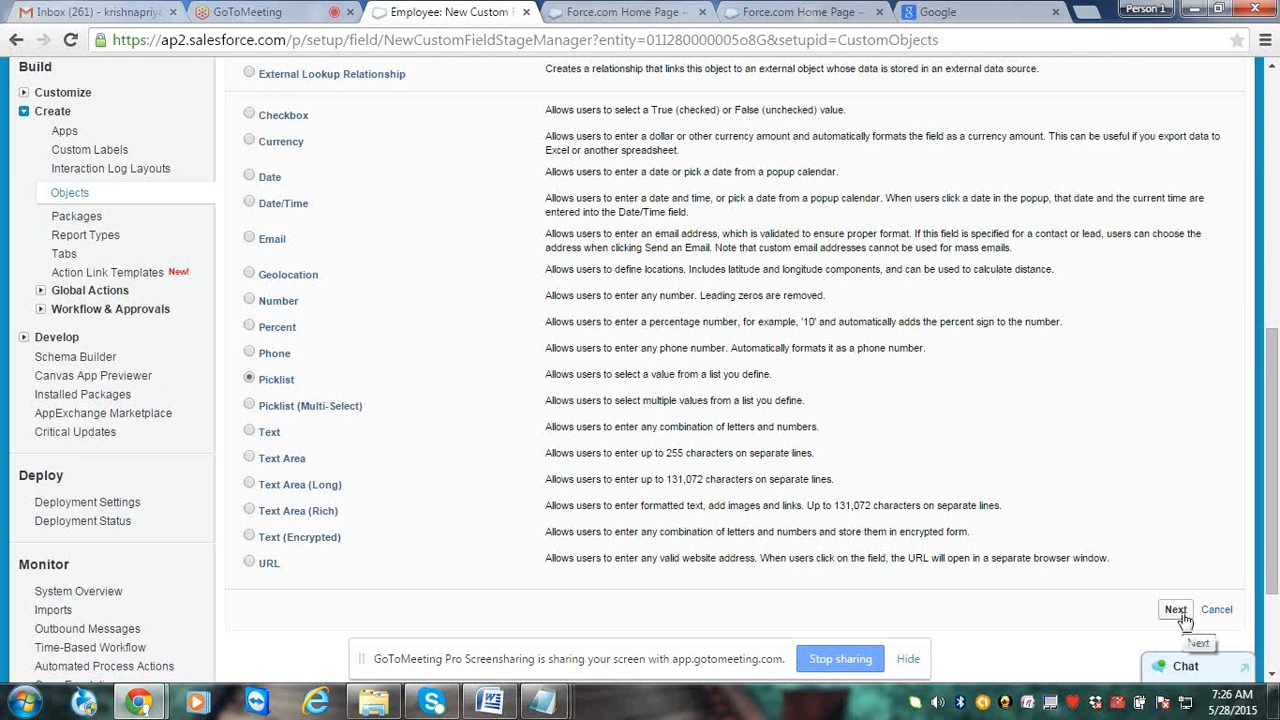 Inbox (261) - krishnapriy
GoToMeeting
Employee: New Custom F
Force.com Home Page ~
Force.com Home Page ~
Google
Person 1
https://ap2.salesforce.com/p/setup/field/NewCustomFieldStageManager?entity=01I280000005o8G&setupid=CustomObjects
Build
Customize
Create
Apps
Custom Labels
Interaction Log Layouts
Objects
Packages
Report Types
Tabs
Action Link Templates New!
Global Actions
Workflow & Approvals
Develop
Schema Builder
Canvas App Previewer
Installed Packages
AppExchange Marketplace
Critical Updates
Deploy
Deployment Settings
Deployment Status
Monitor
System Overview
Imports
Outbound Messages
Time-Based Workflow
Automated Process Actions
External Lookup Relationship
Creates a relationship that links this object to an external object whose data is stored in an external data source.
Checkbox
Allows users to select a True (checked) or False (unchecked) value.
Currency
Allows users to enter a dollar or other currency amount and automatically formats the field as a currency amount. This can be useful if you export data to
Excel or another spreadsheet.
Date
Allows users to enter a date or pick a date from a popup calendar.
Date/Time
Allows users to enter a date and time, or pick a date from a popup calendar. When users click a date in the popup, that date and the current time are
entered into the Date/Time field.
Email
Allows users to enter an email address, which is validated to ensure proper format. If this field is specified for a contact or lead, users can choose the
address when clicking Send an Email. Note that custom email addresses cannot be used for mass emails.
Geolocation
Allows users to define locations. Includes latitude and longitude components, and can be used to calculate distance.
Number
Allows users to enter any number. Leading zeros are removed.
Percent
Allows users to enter a percentage number, for example, '10' and automatically adds the percent sign to the number.
Phone
Allows users to enter any phone number. Automatically formats it as a phone number.
Picklist
Allows users to select a value from a list you define.
Picklist (Multi-Select)
Allows users to select multiple values from a list you define.
Text
Allows users to enter any combination of letters and numbers.
Text Area
Allows users to enter up to 255 characters on separate lines.
Text Area (Long)
Allows users to enter up to 131,072 characters on separate lines.
Text Area (Rich)
Allows users to enter formatted text, add images and links. Up to 131,072 characters on separate lines.
Text (Encrypted)
Allows users to enter any combination of letters and numbers and store them in encrypted form.
URL
Allows users to enter any valid website address. When users click on the field, the URL will open in a separate browser window.
Next
Cancel
Next
GoToMeeting Pro Screensharing is sharing your screen with app.gotomeeting.com.
Stop sharing
Hide
Chat
7:26 AM
5/28/2015